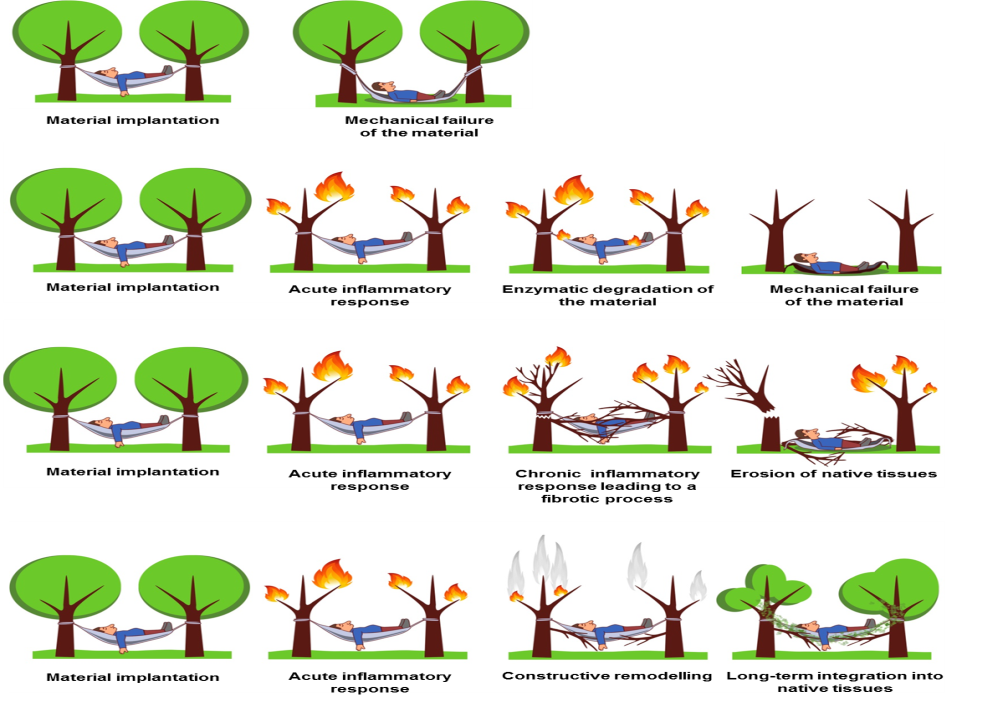 Material implantation
Mechanical failure
of the material
Material implantation
Acute inflammatory
response
Enzymatic degradation of
the material
Mechanical failure
of the material
Material implantation
Acute inflammatory
response
Chronic inflammatory
response leading to a
fibrotic process
Erosion of native tissues
Material implantation
Acute inflammatory
response
Constructive remodelling
Long-term integration into
native tissues